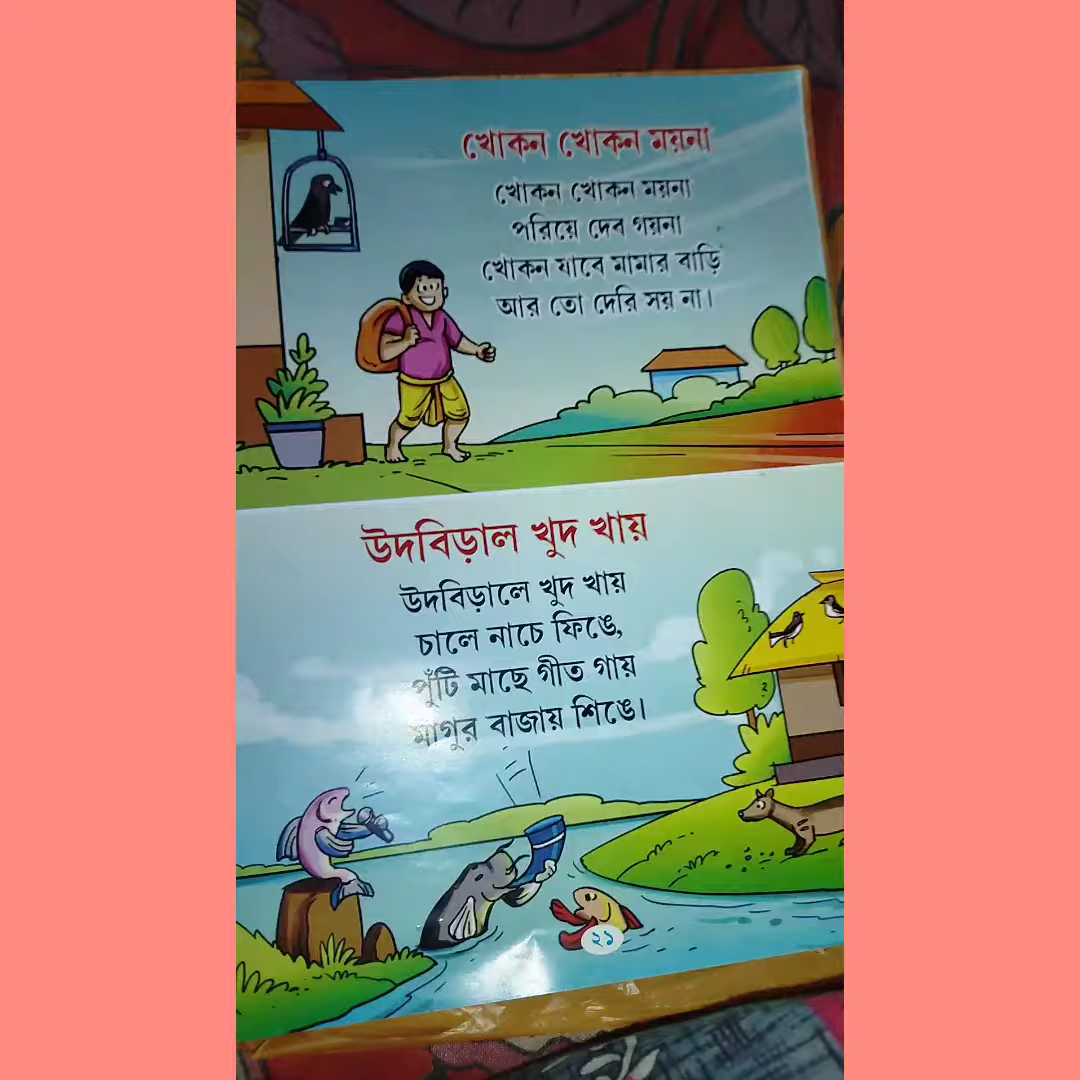 খোকন খোকন ময়না
খোকন খোকন ময়না
পরিয়ে দেব গয়না
খোকন যাবে মামার বাড়ি
আর তো দেরি সয় না।
উদবিড়াল খুদ খায়
উদবিড়ালে খুদ খায়
চালে নাচে ফিঙে,
পুঁটি মাছে গীত গায়
মাগুর বাজায় শিঙে।
২১